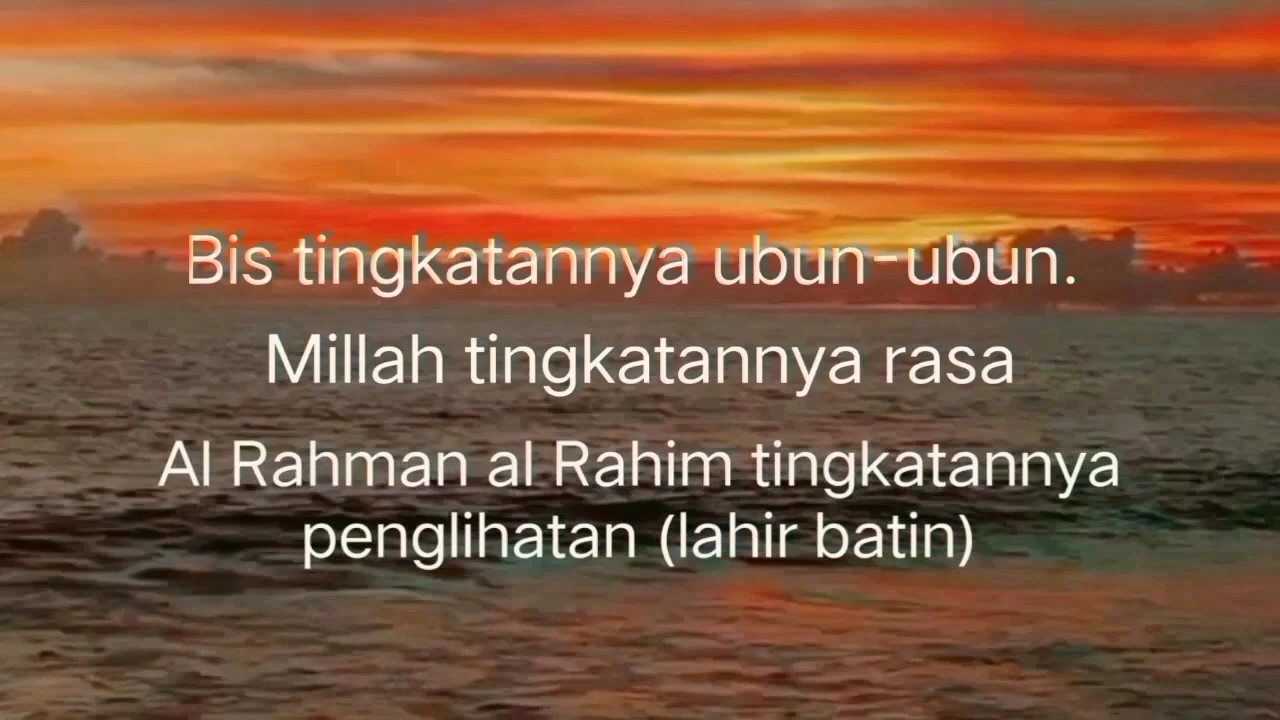 Bis tingkatannya ubun-ubun.
Millah tingkatannya rasa
Al Rahman al Rahim tingkatannya
penglihatan (lahir batin)